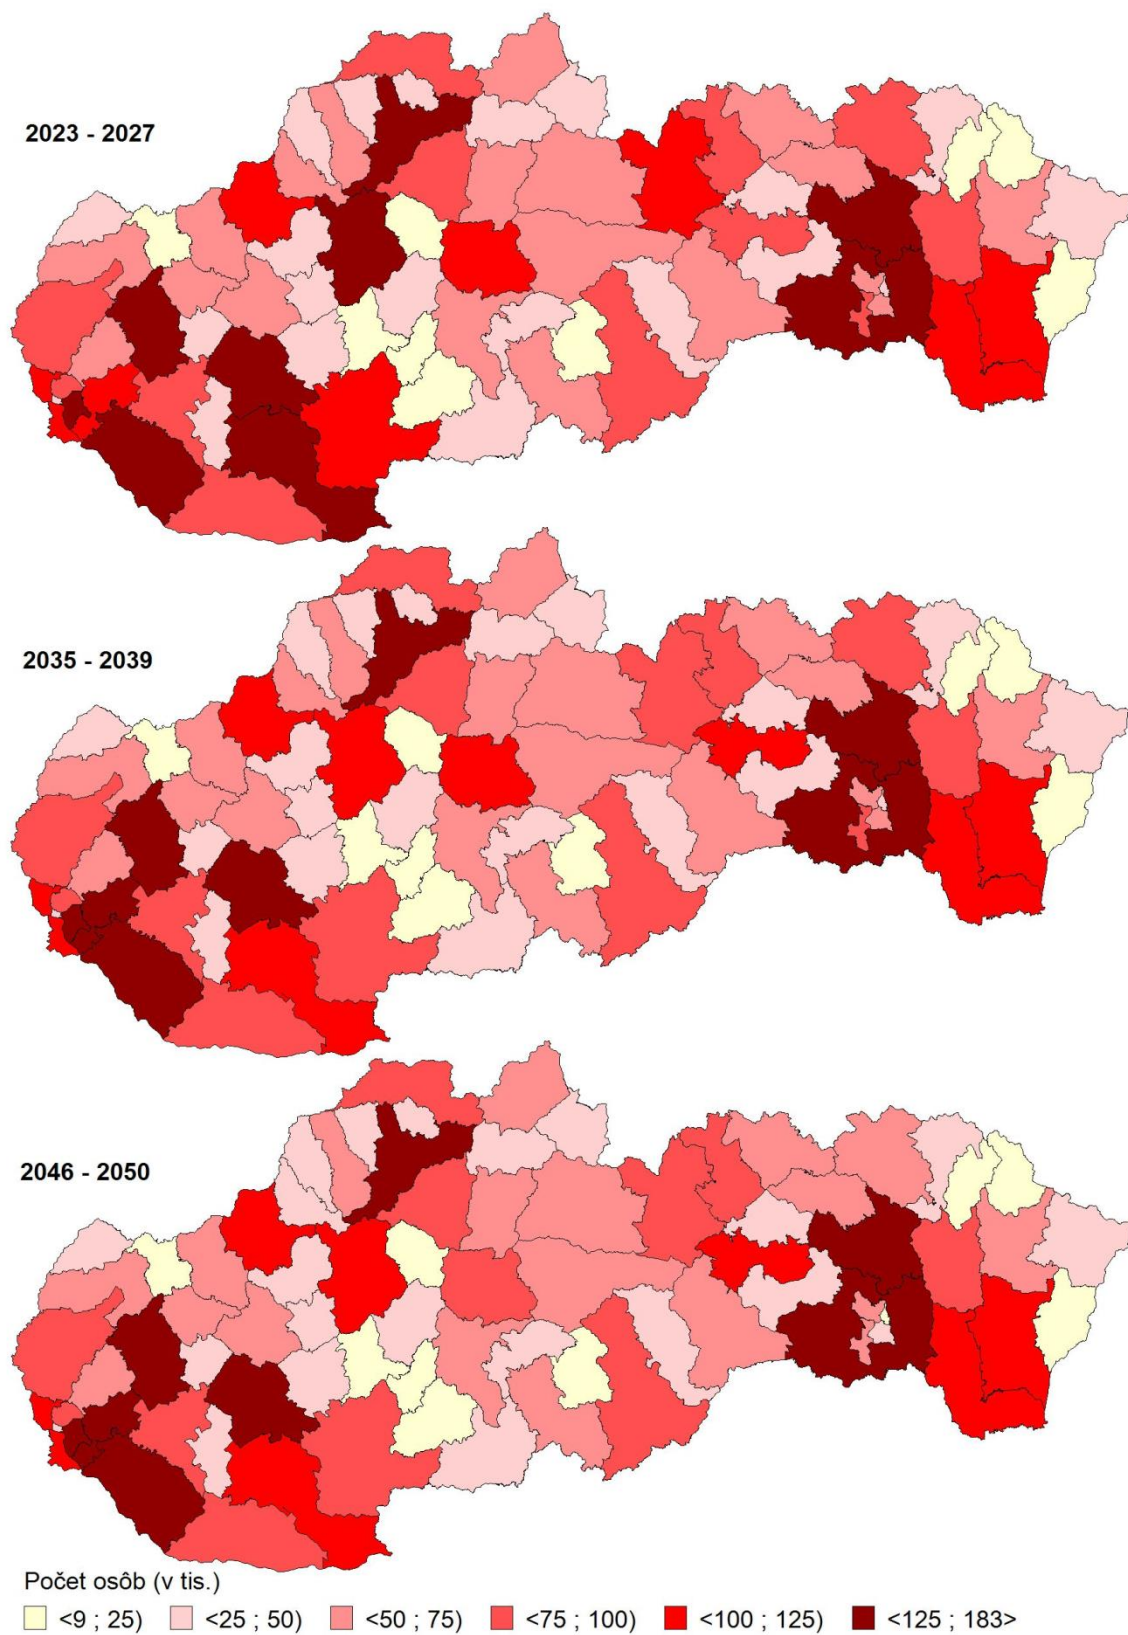 2023 - 2027
2035 - 2039
2046 - 2050
Počet osôb (v tis.)
<9 ; 25) <25 ; 50) <50 ; 75) <75 ; 100) <100 ; 125) <125 ; 183>